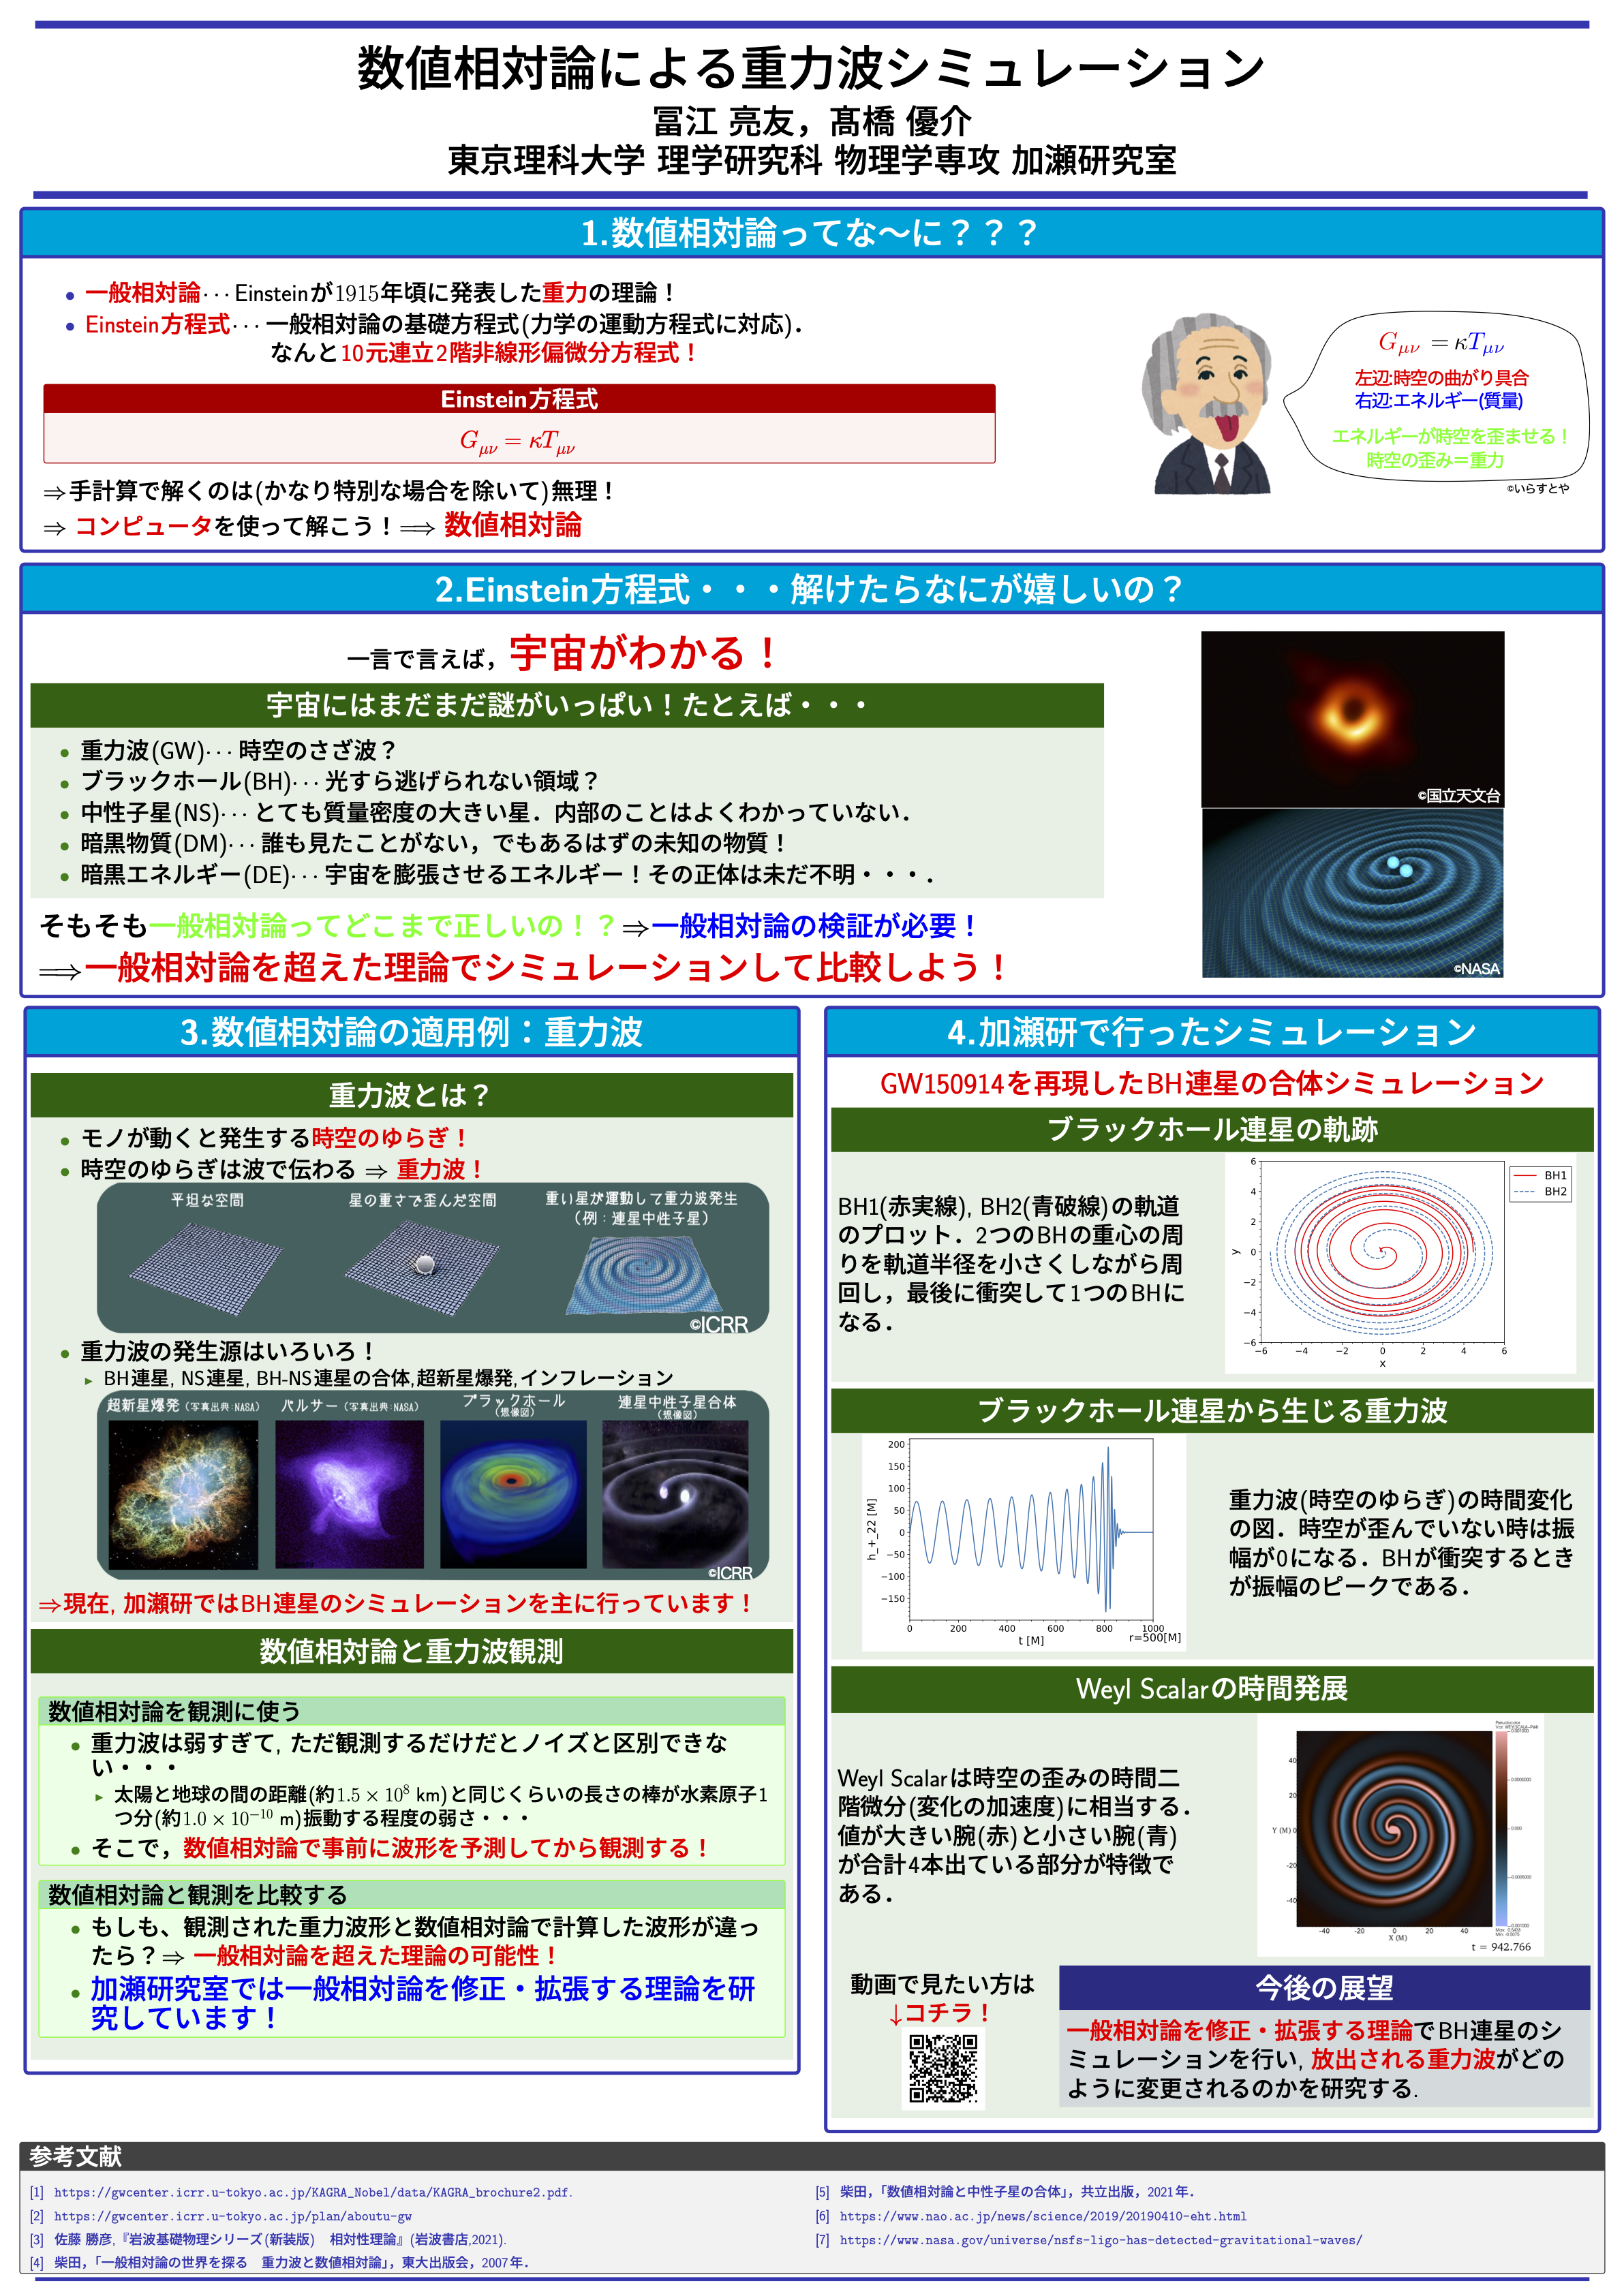 数値相対論による重力波シミュレーション
冨江 亮友，髙橋 優介
東京理科大学 理学研究科 物理学専攻 加瀬研究室
1.数値相対論ってな～に？？？
• 一般相対論··· Einsteinが1915年頃に発表した重力の理論！
• Einstein方程式··· 一般相対論の基礎方程式(力学の運動方程式に対応)．
なんと10元連立2階非線形偏微分方程式！
Einstein方程式
Gμν = κTμν
⇒手計算で解くのは(かなり特別な場合を除いて)無理！
⇒ コンピュータを使って解こう！⟹ 数値相対論
Gμν = κTμν
左辺:時空の曲がり具合
右辺:エネルギー(質量)
エネルギーが時空を歪ませる！
時空の歪み＝重力
©いらすとや
2.Einstein方程式・・・解けたらなにが嬉しいの？
一言で言えば，宇宙がわかる！
宇宙にはまだまだ謎がいっぱい！たとえば・・・
• 重力波(GW)··· 時空のさざ波？
• ブラックホール(BH)··· 光すら逃げられない領域？
• 中性子星(NS)··· とても質量密度の大きい星．内部のことはよくわかっていない．
• 暗黒物質(DM)··· 誰も見たことがない，でもあるはずの未知の物質！
• 暗黒エネルギー(DE)··· 宇宙を膨張させるエネルギー！その正体は未だ不明・・・．
そもそも一般相対論ってどこまで正しいの！？⇒一般相対論の検証が必要！
⟹一般相対論を超えた理論でシミュレーションして比較しよう！
©国立天文台
©NASA
3.数値相対論の適用例：重力波
重力波とは？
• モノが動くと発生する時空のゆらぎ！
• 時空のゆらぎは波で伝わる ⇒ 重力波！
平坦な空間
星の重さで歪んだ空間
重い星が運動して重力波発生
（例：連星中性子星）
©ICRR
• 重力波の発生源はいろいろ！
▶ BH連星, NS連星, BH-NS連星の合体,超新星爆発,インフレーション
超新星爆発（写真出典:NASA）
パルサー（写真出典:NASA）
ブラックホール
（想像図）
連星中性子星合体
（想像図）
©ICRR
⇒現在, 加瀬研ではBH連星のシミュレーションを主に行っています！
数値相対論と重力波観測
数値相対論を観測に使う
• 重力波は弱すぎて, ただ観測するだけだとノイズと区別できな
い・・・
▶ 太陽と地球の間の距離(約1.5 × 10⁸ km)と同じくらいの長さの棒が水素原子1
つ分(約1.0 × 10⁻¹⁰ m)振動する程度の弱さ・・・
• そこで，数値相対論で事前に波形を予測してから観測する！
数値相対論と観測を比較する
• もしも、観測された重力波形と数値相対論で計算した波形が違っ
たら？⇒ 一般相対論を超えた理論の可能性！
• 加瀬研究室では一般相対論を修正・拡張する理論を研
究しています！
4.加瀬研で行ったシミュレーション
GW150914を再現したBH連星の合体シミュレーション
ブラックホール連星の軌跡
BH1(赤実線), BH2(青破線)の軌道
のプロット．2つのBHの重心の周
りを軌道半径を小さくしながら周
回し，最後に衝突して1つのBHに
なる．
BH1
BH2
6
4
2
0
−2
−4
−6
y
−6 −4 −2 0 2 4 6
x
ブラックホール連星から生じる重力波
200
150
100
50
0
−50
−100
−150
h_+_22 [M]
0 200 400 600 800 1000
t [M]
r=500[M]
重力波(時空のゆらぎ)の時間変化
の図．時空が歪んでいない時は振
幅が0になる．BHが衝突するとき
が振幅のピークである．
Weyl Scalarの時間発展
Weyl Scalarは時空の歪みの時間二
階微分(変化の加速度)に相当する．
値が大きい腕(赤)と小さい腕(青)
が合計4本出ている部分が特徴で
ある．
Pseudocolor
40
20
Y (M) 0
-20
-40
-40 -20 0 20 40
X (M)
t = 942.766
動画で見たい方は
↓コチラ！
今後の展望
一般相対論を修正・拡張する理論でBH連星のシ
ミュレーションを行い, 放出される重力波がどの
ように変更されるのかを研究する.
参考文献
[1] https://gwcenter.icrr.u-tokyo.ac.jp/KAGRA_Nobel/data/KAGRA_brochure2.pdf.
[2] https://gwcenter.icrr.u-tokyo.ac.jp/plan/aboutu-gw
[3] 佐藤 勝彦,『岩波基礎物理シリーズ(新装版)　相対性理論』(岩波書店,2021).
[4] 柴田，「一般相対論の世界を探る　重力波と数値相対論」，東大出版会，2007年．
[5] 柴田，「数値相対論と中性子星の合体」，共立出版，2021年．
[6] https://www.nao.ac.jp/news/science/2019/20190410-eht.html
[7] https://www.nasa.gov/universe/nsfs-ligo-has-detected-gravitational-waves/